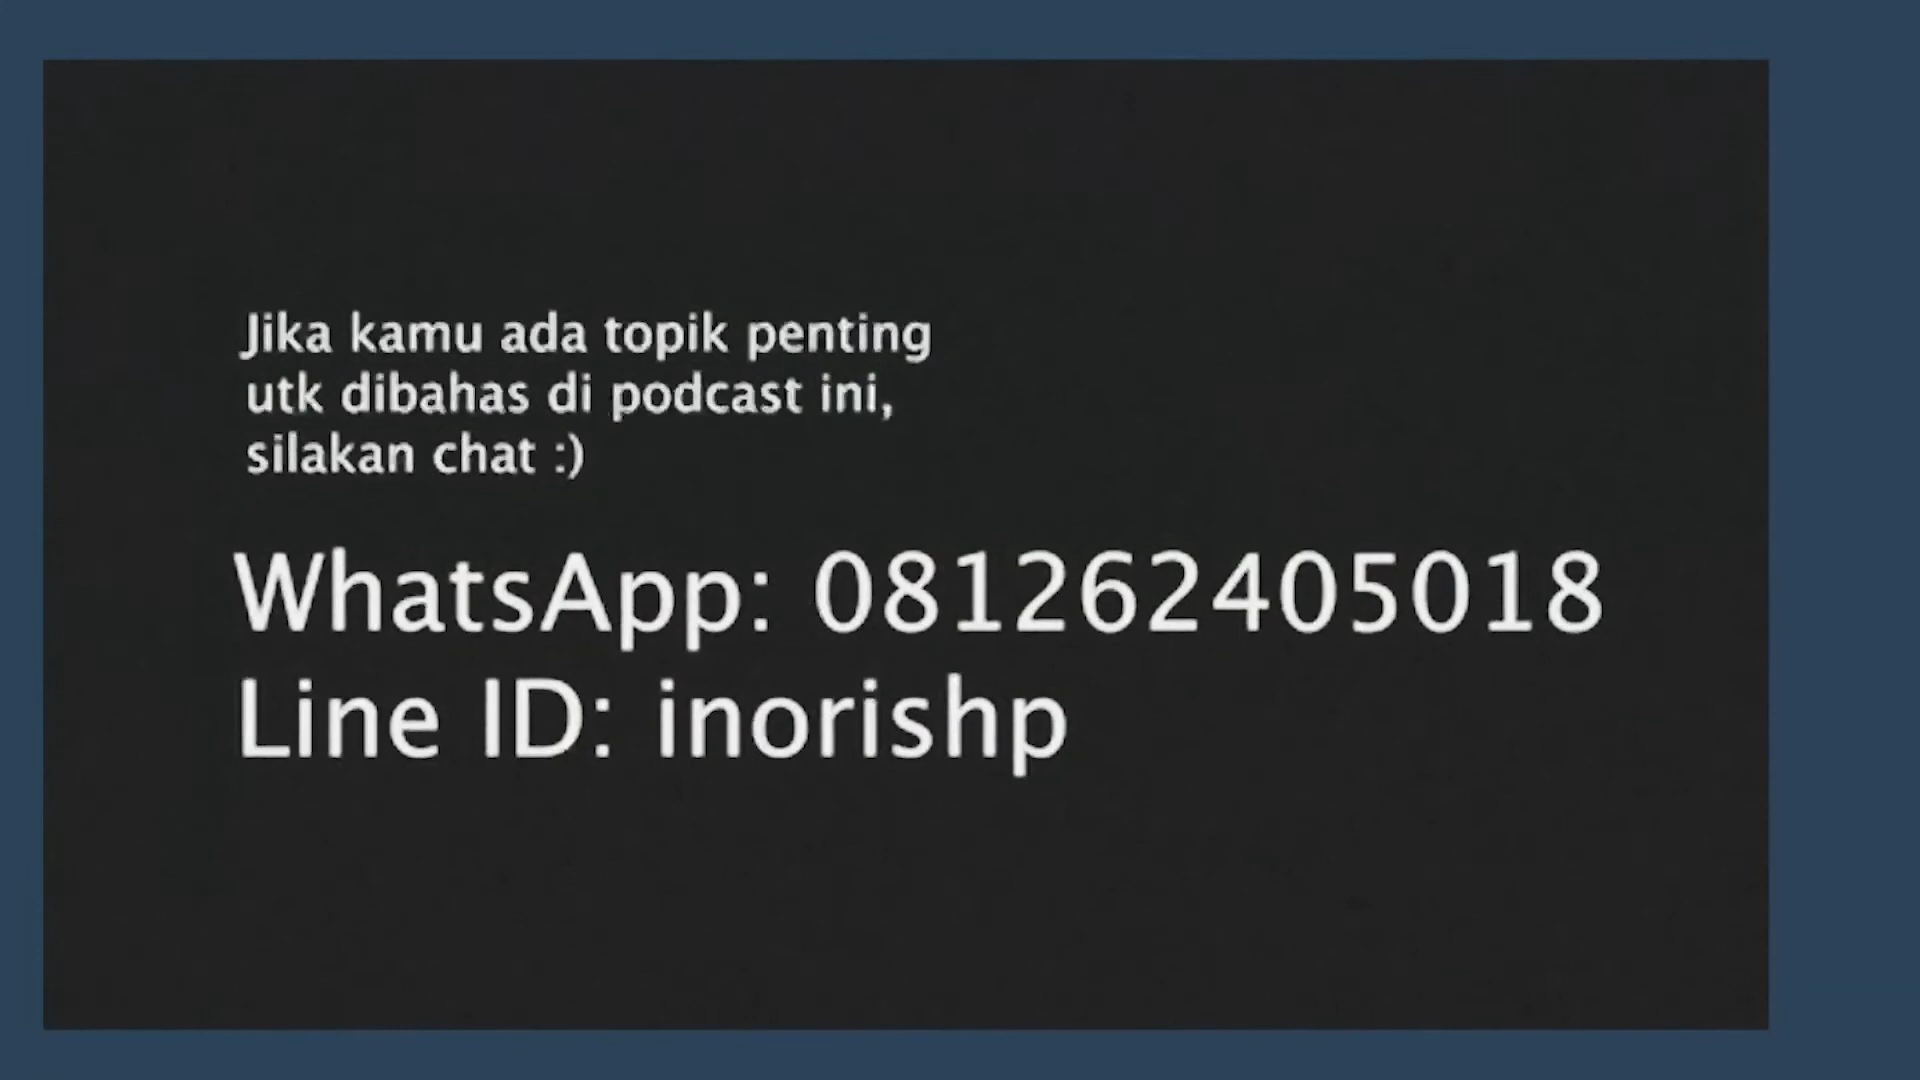 Jika kamu ada topik penting
utk dibahas di podcast ini,
silakan chat :)
WhatsApp: 081262405018
Line ID: inorishp